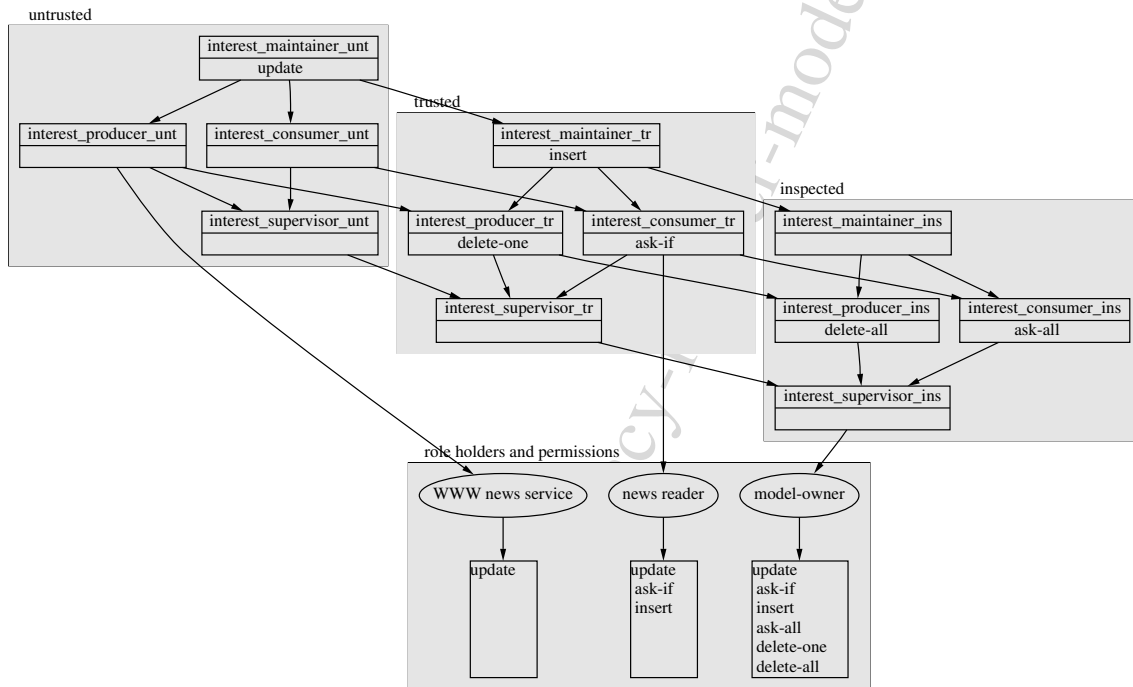 untrusted
interest_maintainer_unt
update
trusted
interest_producer_unt
interest_consumer_unt
interest_maintainer_tr
insert
inspected
interest_supervisor_unt
interest_producer_tr
delete-one
interest_consumer_tr
ask-if
interest_maintainer_ins
interest_supervisor_tr
interest_producer_ins
delete-all
interest_consumer_ins
ask-all
interest_supervisor_ins
role holders and permissions
WWW news service
news reader
model-owner
update
update
ask-if
insert
update
ask-if
insert
ask-all
delete-one
delete-all